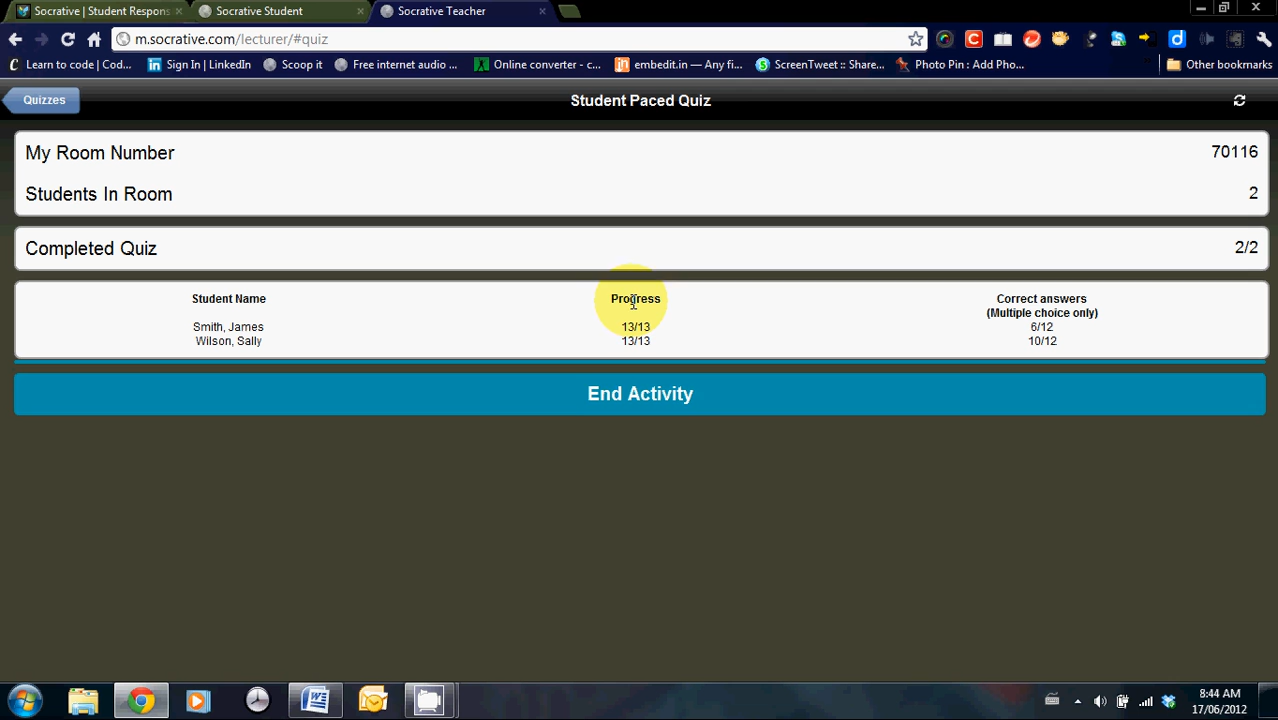 Socrative | Student Respons
Socrative Student
Socrative Teacher
m.socrative.com/lecturer/#quiz
Learn to code | Cod...
Sign In | LinkedIn
Scoop it
Free internet audio ...
Online converter - c...
embedit.in — Any fi...
ScreenTweet :: Share...
Photo Pin : Add Pho...
Other bookmarks
Quizzes
Student Paced Quiz
My Room Number 70116
Students In Room 2
Completed Quiz 2/2
Student Name Progress Correct answers
(Multiple choice only)
Smith, James 13/13 6/12
Wilson, Sally 13/13 10/12
End Activity
8:44 AM
17/06/2012